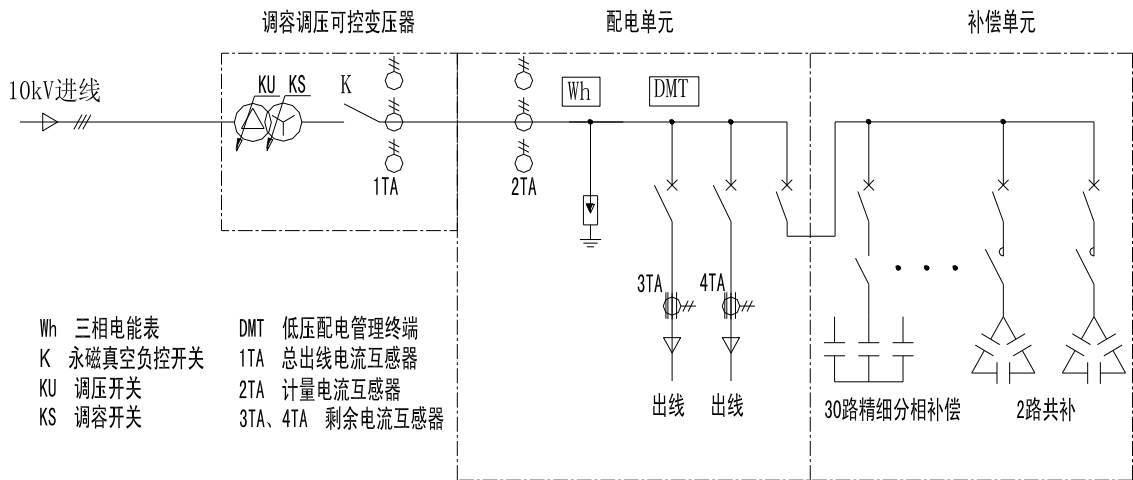 调容调压可控变压器
配电单元
补偿单元
10kV进线
KU
KS
K
1TA
2TA
Wh
DMT
3TA
4TA
出线
出线
30路精细分相补偿
2路共补
Wh 三相电能表
K 永磁真空负控开关
KU 调压开关
KS 调容开关
DMT 低压配电管理终端
1TA 总出线电流互感器
2TA 计量电流互感器
3TA、4TA 剩余电流互感器